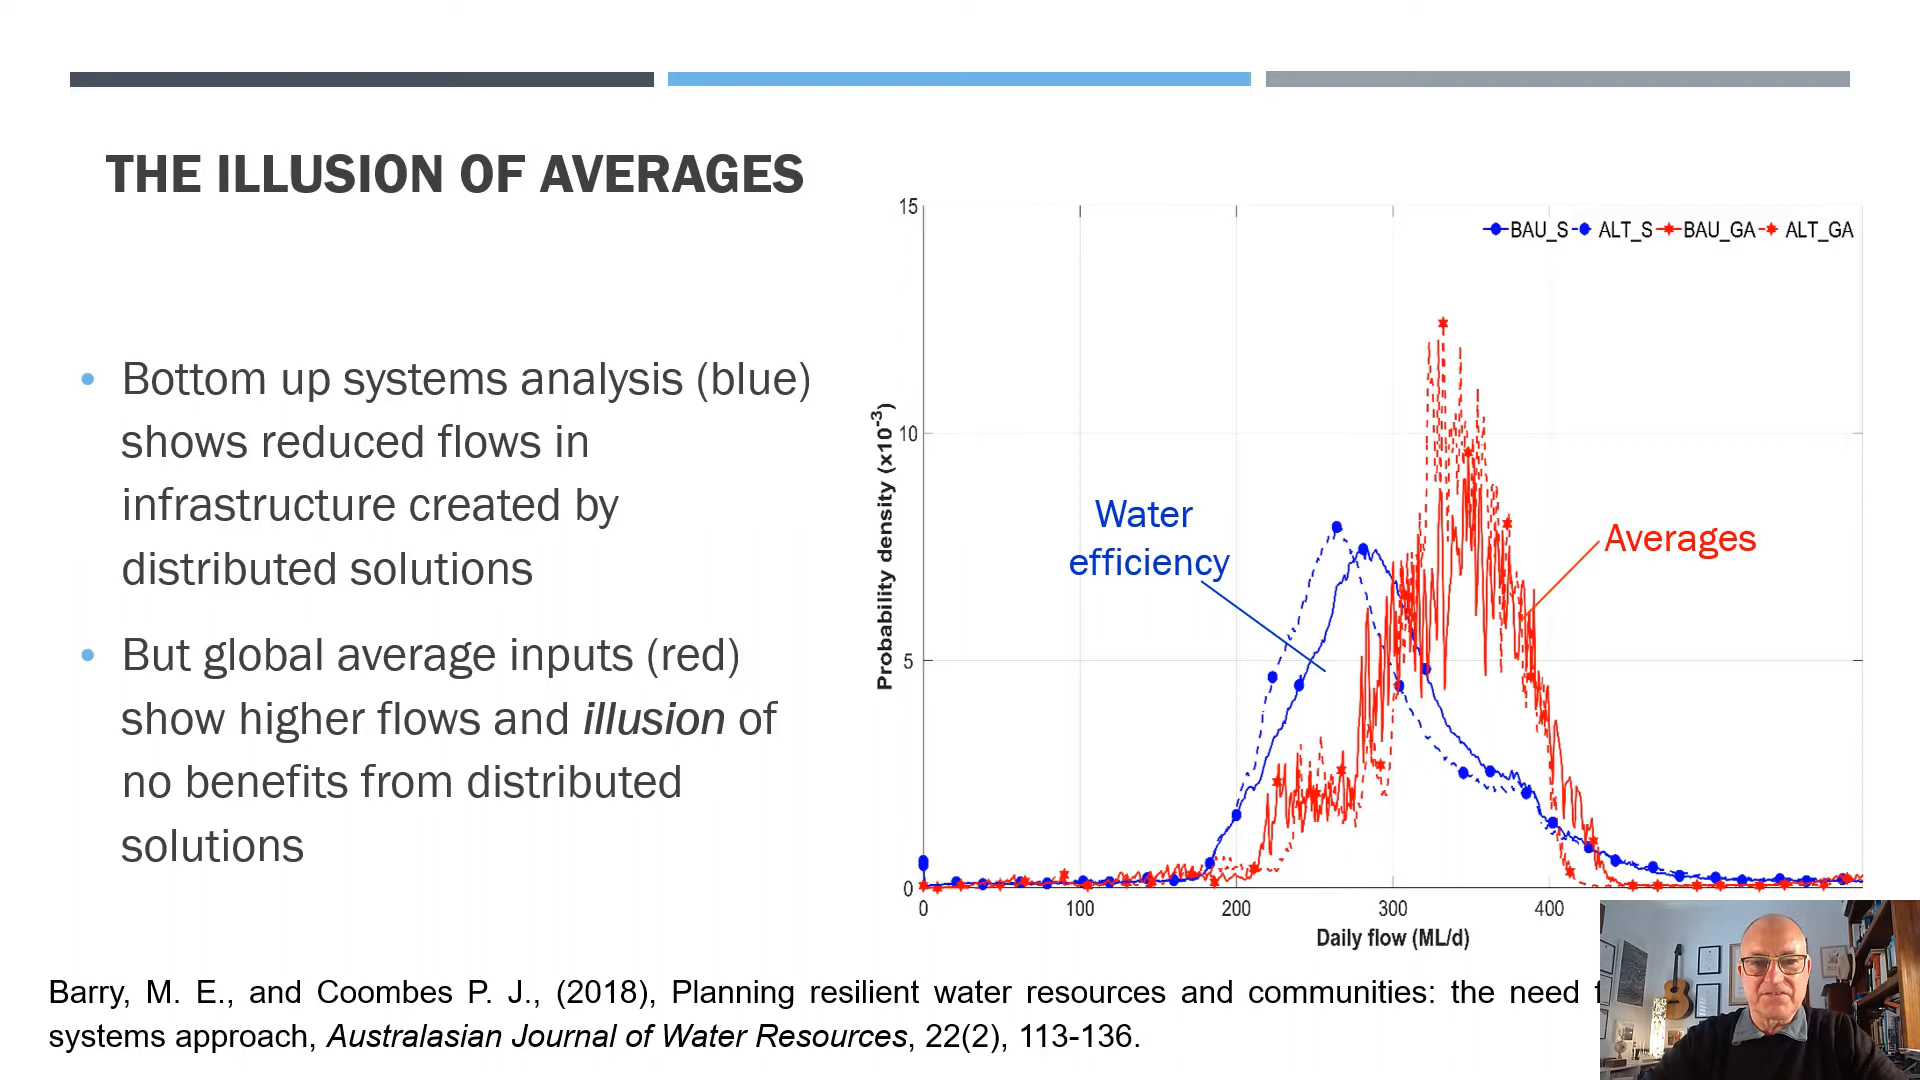 THE ILLUSION OF AVERAGES
• Bottom up systems analysis (blue)
shows reduced flows in
infrastructure created by
distributed solutions
• But global average inputs (red)
show higher flows and illusion of
no benefits from distributed
solutions
15
10
5
0
Probability density (x10-3)
BAU_S ALT_S BAU_GA ALT_GA
Water
efficiency
Averages
0 100 200 300 400
Daily flow (ML/d)
Barry, M. E., and Coombes P. J., (2018), Planning resilient water resources and communities: the need
systems approach, Australasian Journal of Water Resources, 22(2), 113-136.